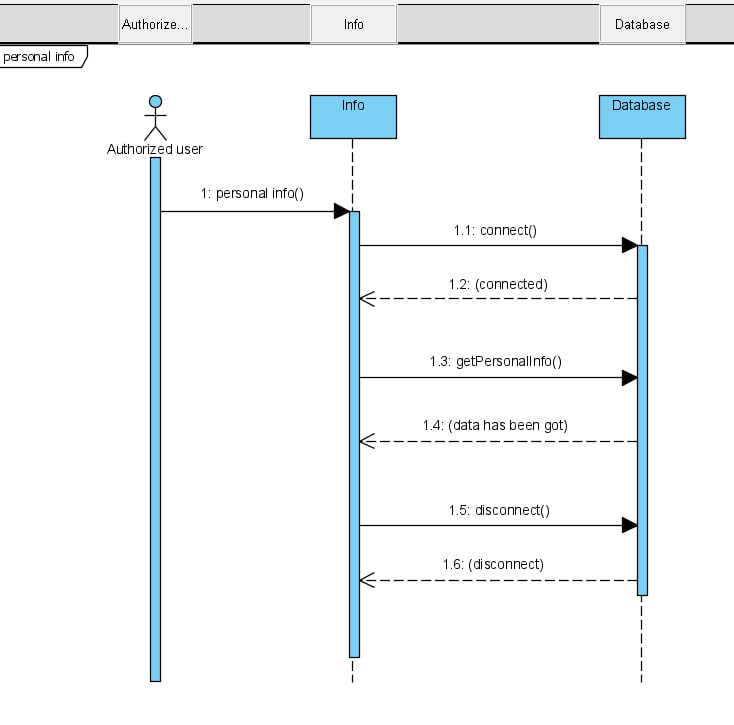 Authorize...
Info
Database
personal info
Info
Database
Authorized user
1: personal info()
1.1: connect()
1.2: (connected)
1.3: getPersonalInfo()
1.4: (data has been got)
1.5: disconnect()
1.6: (disconnect)